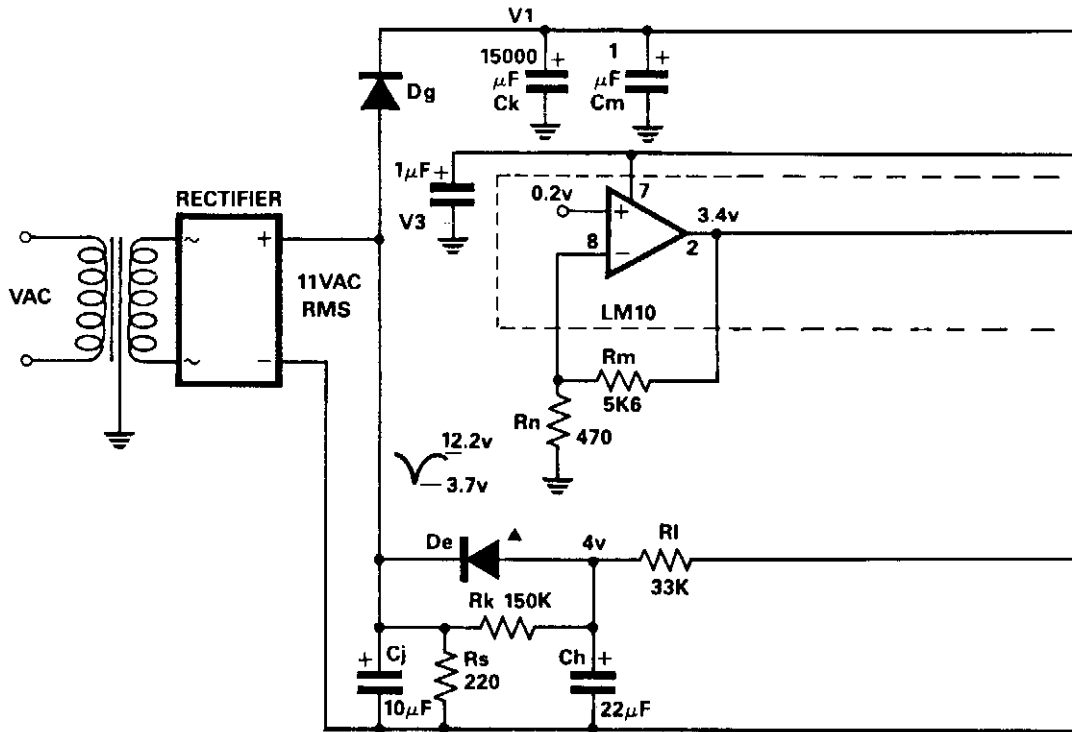 V1
15000
μF
Ck
1
μF
Cm
Dg
1μF
V3
0.2v
7
3.4v
8
2
LM10
RECTIFIER
VAC
~
+
~
−
11VAC
RMS
Rm
5K6
Rn
470
12.2v
3.7v
De
4v
Rl
33K
Rk 150K
+
Cj
10μF
Rs
220
Ch
+
22μF